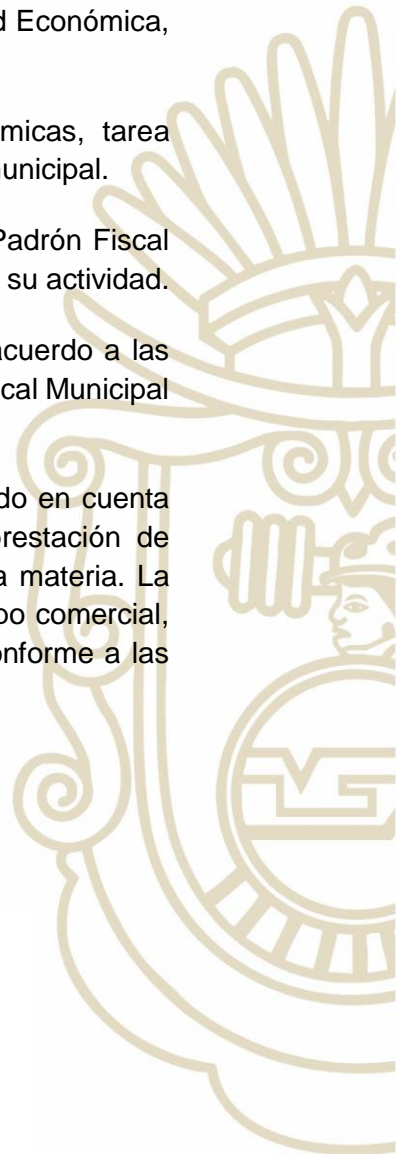 d Económica,
micas, tarea
unicipal.
Padrón Fiscal
su actividad.
acuerdo a las
cal Municipal
do en cuenta
prestación de
a materia. La
oo comercial,
onforme a las